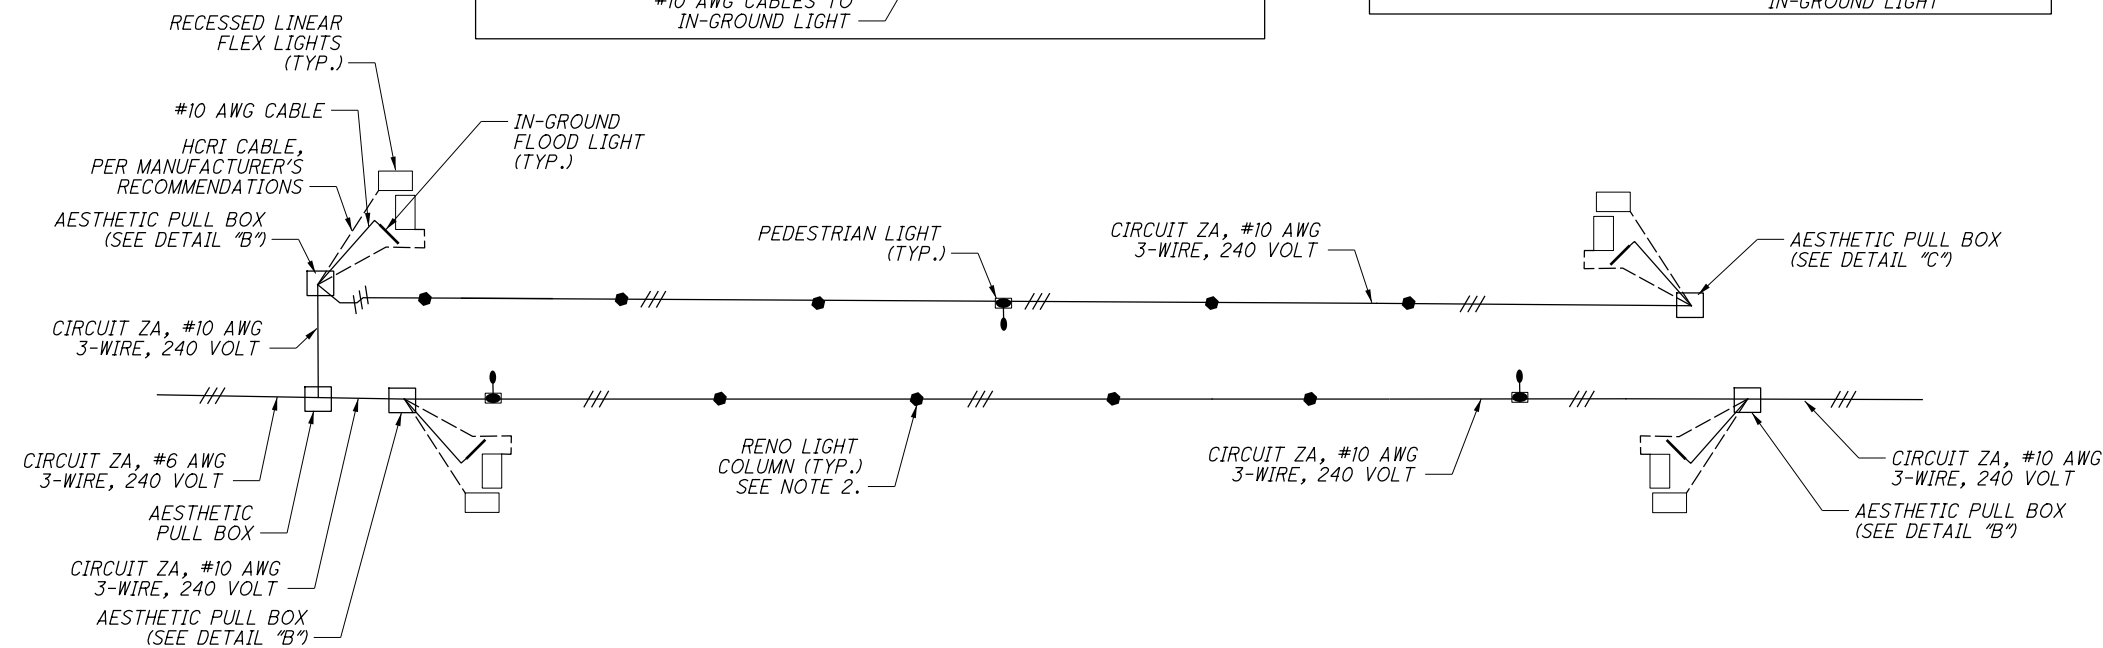 #10 AWG CABLES TO
IN-GROUND LIGHT
IN-GROUND LIGHT
RECESSED LINEAR
FLEX LIGHTS
(TYP.)
#10 AWG CABLE
HCRI CABLE,
PER MANUFACTURER'S
RECOMMENDATIONS
AESTHETIC PULL BOX
(SEE DETAIL "B")
IN-GROUND
FLOOD LIGHT
(TYP.)
PEDESTRIAN LIGHT
(TYP.)
CIRCUIT ZA, #10 AWG
3-WIRE, 240 VOLT
AESTHETIC PULL BOX
(SEE DETAIL "C")
CIRCUIT ZA, #10 AWG
3-WIRE, 240 VOLT
CIRCUIT ZA, #6 AWG
3-WIRE, 240 VOLT
AESTHETIC
PULL BOX
CIRCUIT ZA, #10 AWG
3-WIRE, 240 VOLT
AESTHETIC PULL BOX
(SEE DETAIL "B")
RENO LIGHT
COLUMN (TYP.)
SEE NOTE 2.
CIRCUIT ZA, #10 AWG
3-WIRE, 240 VOLT
CIRCUIT ZA, #10 AWG
3-WIRE, 240 VOLT
AESTHETIC PULL BOX
(SEE DETAIL "B")